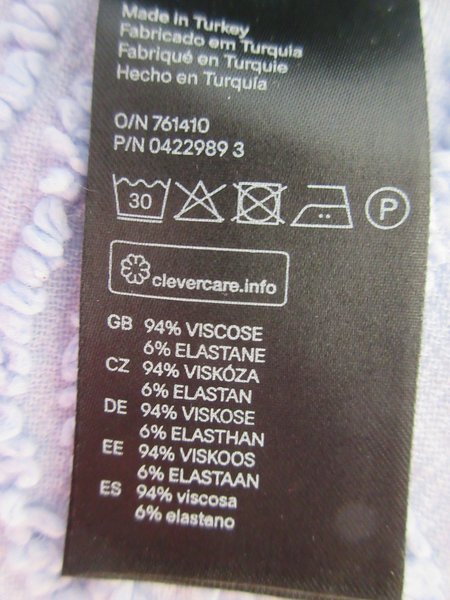 Made in Turkey
Fabricado em Turquia
Fabriqué en Turquie
Hecho en Turquía
O/N 761410
P/N 0422989 3
30
P
clevercare.info
GB 94% VISCOSE
6% ELASTANE
CZ 94% VISKÓZA
6% ELASTAN
DE 94% VISKOSE
6% ELASTHAN
EE 94% VISKOOS
6% ELASTAAN
ES 94% viscosa
6% elastano